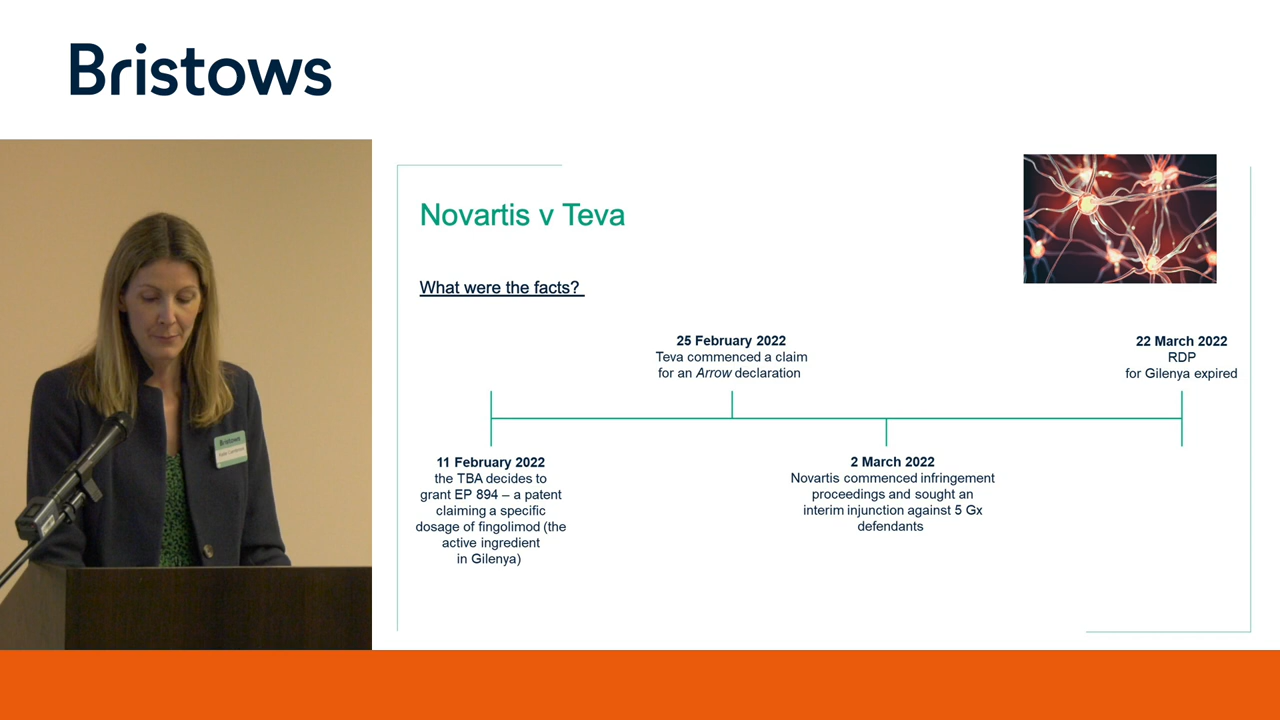 Bristows
Novartis v Teva
What were the facts?
25 February 2022
Teva commenced a claim
for an Arrow declaration
22 March 2022
RDP
for Gilenya expired
11 February 2022
the TBA decides to
grant EP 894 – a patent
claiming a specific
dosage of fingolimod (the
active ingredient
in Gilenya)
2 March 2022
Novartis commenced infringement
proceedings and sought an
interim injunction against 5 Gx
defendants
Bristows